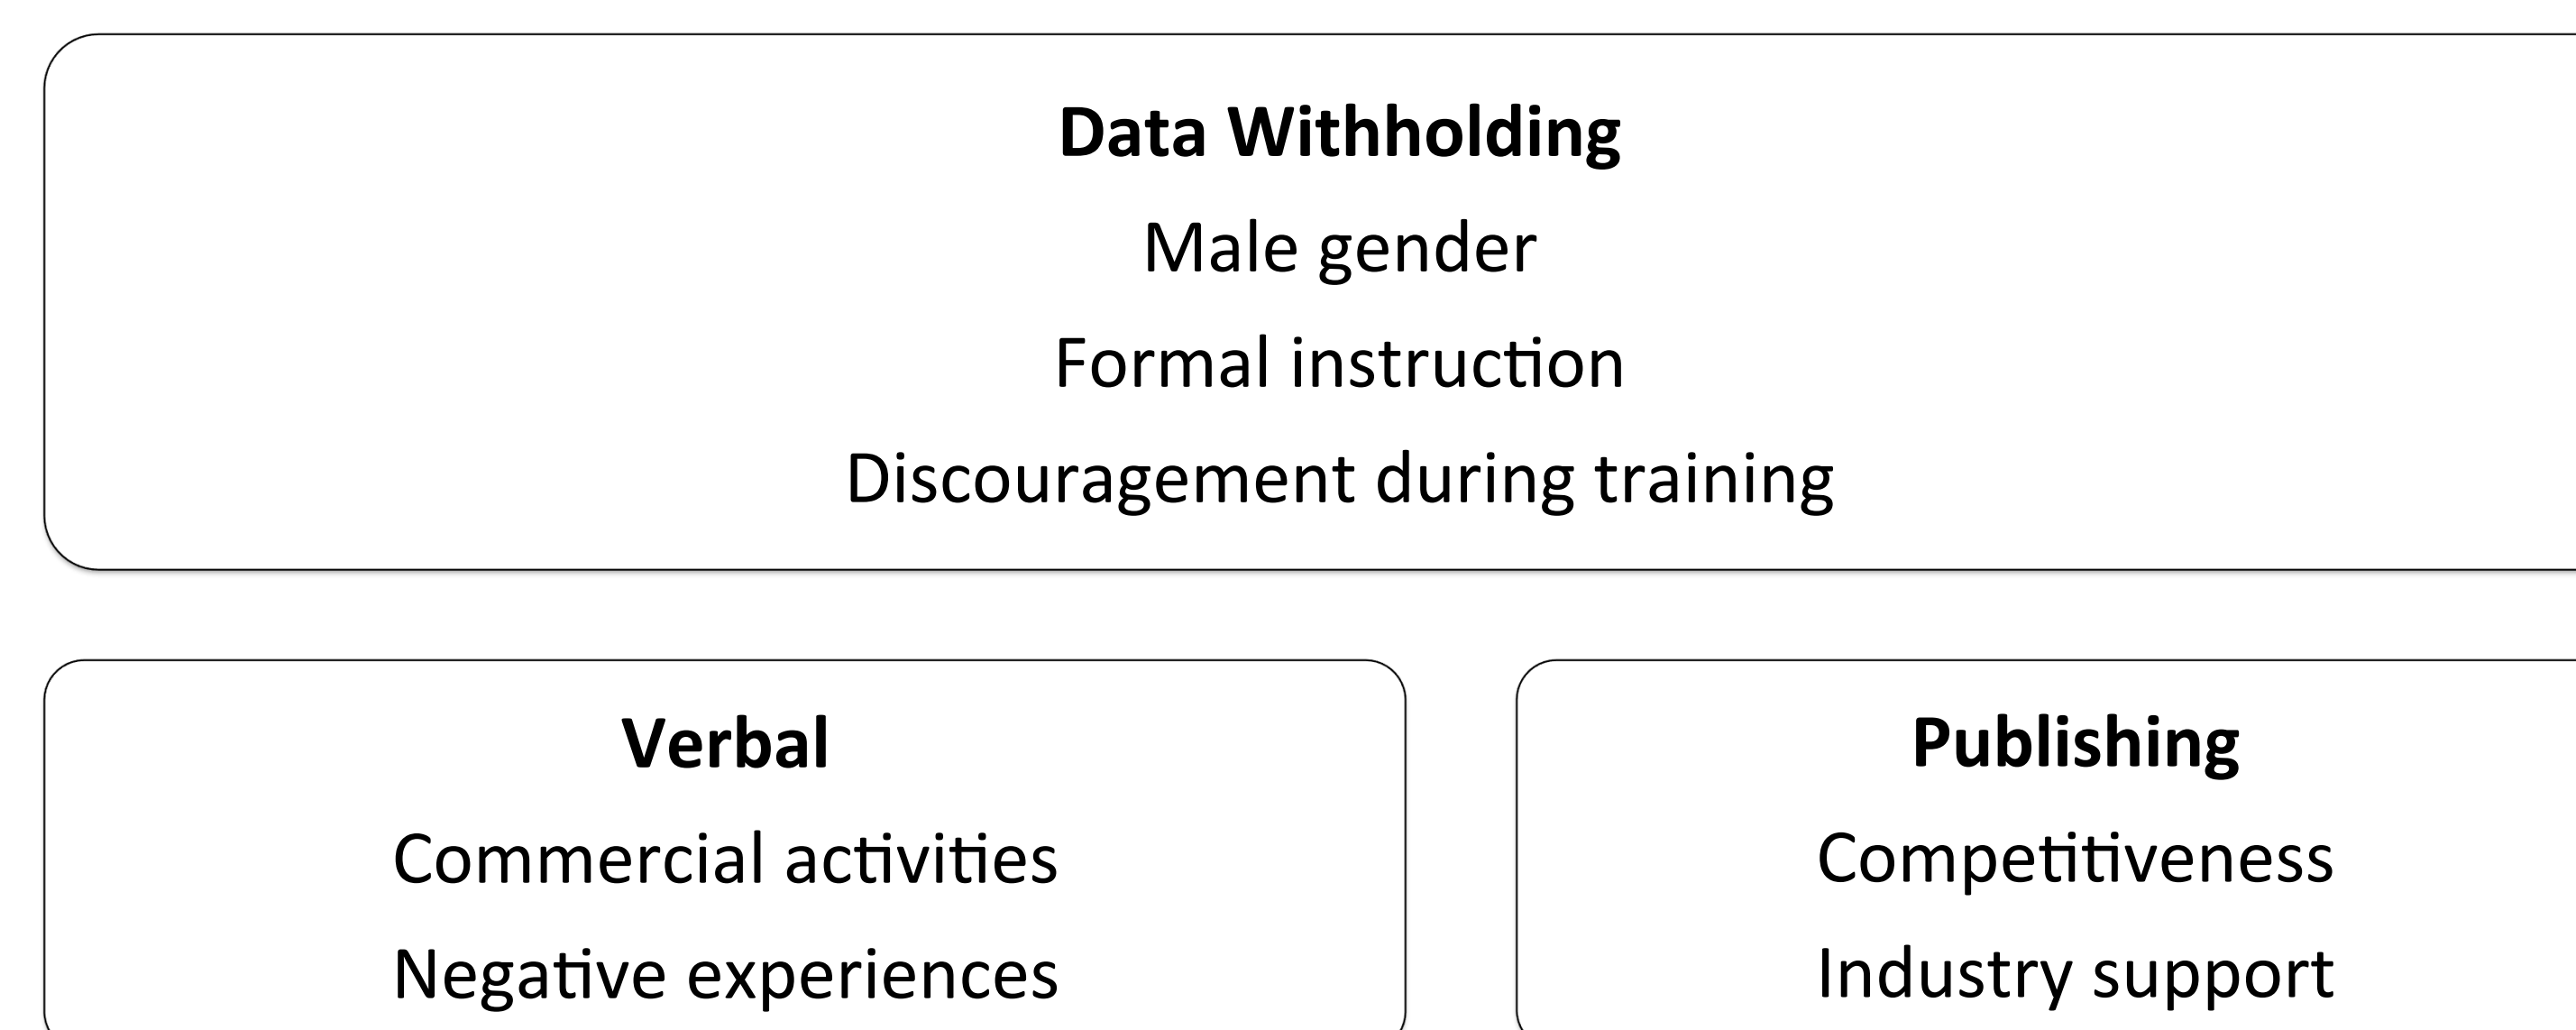 Data Withholding
Male gender
Formal instruction
Discouragement during training
Verbal
Commercial activities
Negative experiences
Publishing
Competitiveness
Industry support